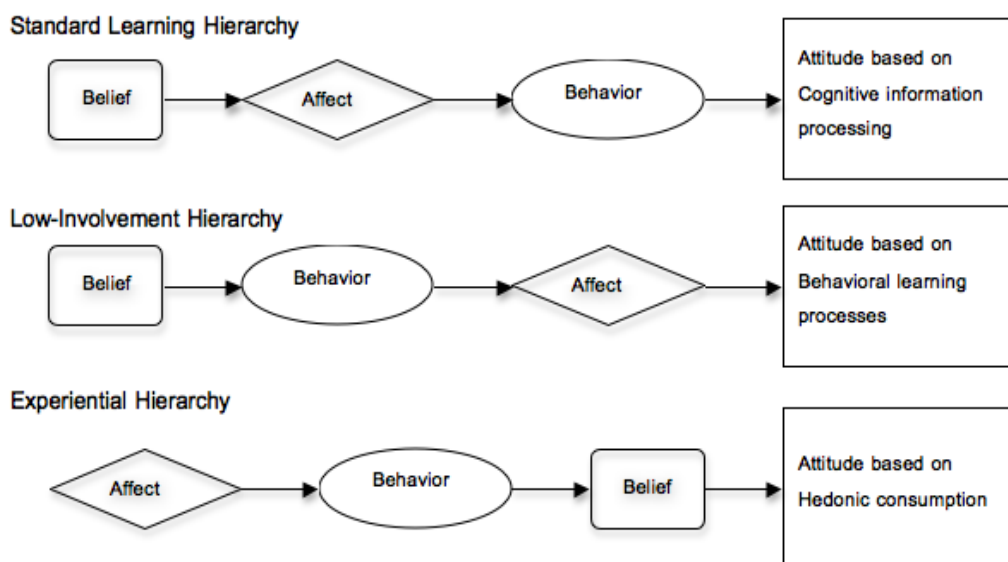 Standard Learning Hierarchy
Belief
Affect
Behavior
Attitude based on
Cognitive information
processing
Low-Involvement Hierarchy
Belief
Behavior
Affect
Attitude based on
Behavioral learning
processes
Experiential Hierarchy
Affect
Behavior
Belief
Attitude based on
Hedonic consumption